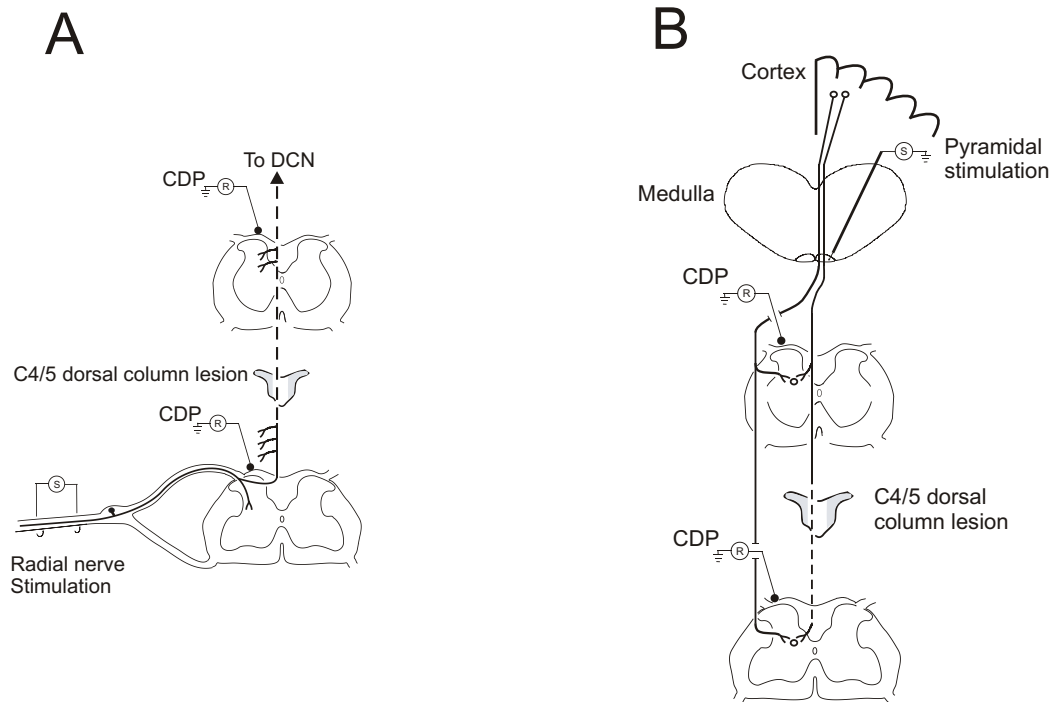 A
To DCN
CDP
R
C4/5 dorsal column lesion
CDP
R
S
Radial nerve
Stimulation
B
Cortex
S
Pyramidal
stimulation
Medulla
CDP
R
C4/5 dorsal
column lesion
CDP
R